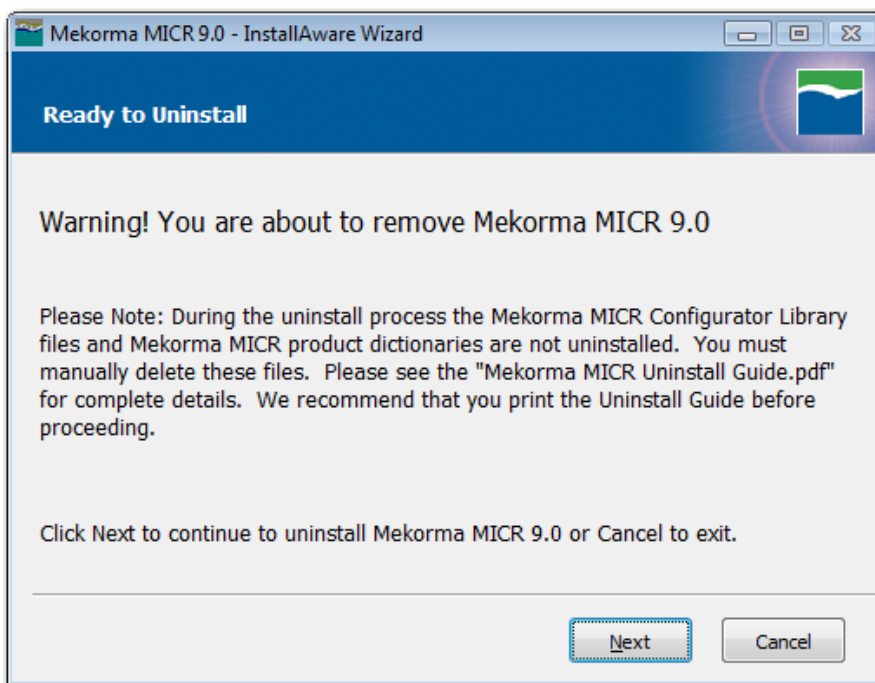 Mekorma MICR 9.0 - InstallAware Wizard
Ready to Uninstall
Warning! You are about to remove Mekorma MICR 9.0
Please Note: During the uninstall process the Mekorma MICR Configurator Library
files and Mekorma MICR product dictionaries are not uninstalled.  You must
manually delete these files.  Please see the "Mekorma MICR Uninstall Guide.pdf"
for complete details.  We recommend that you print the Uninstall Guide before
proceeding.
Click Next to continue to uninstall Mekorma MICR 9.0 or Cancel to exit.
Next
Cancel